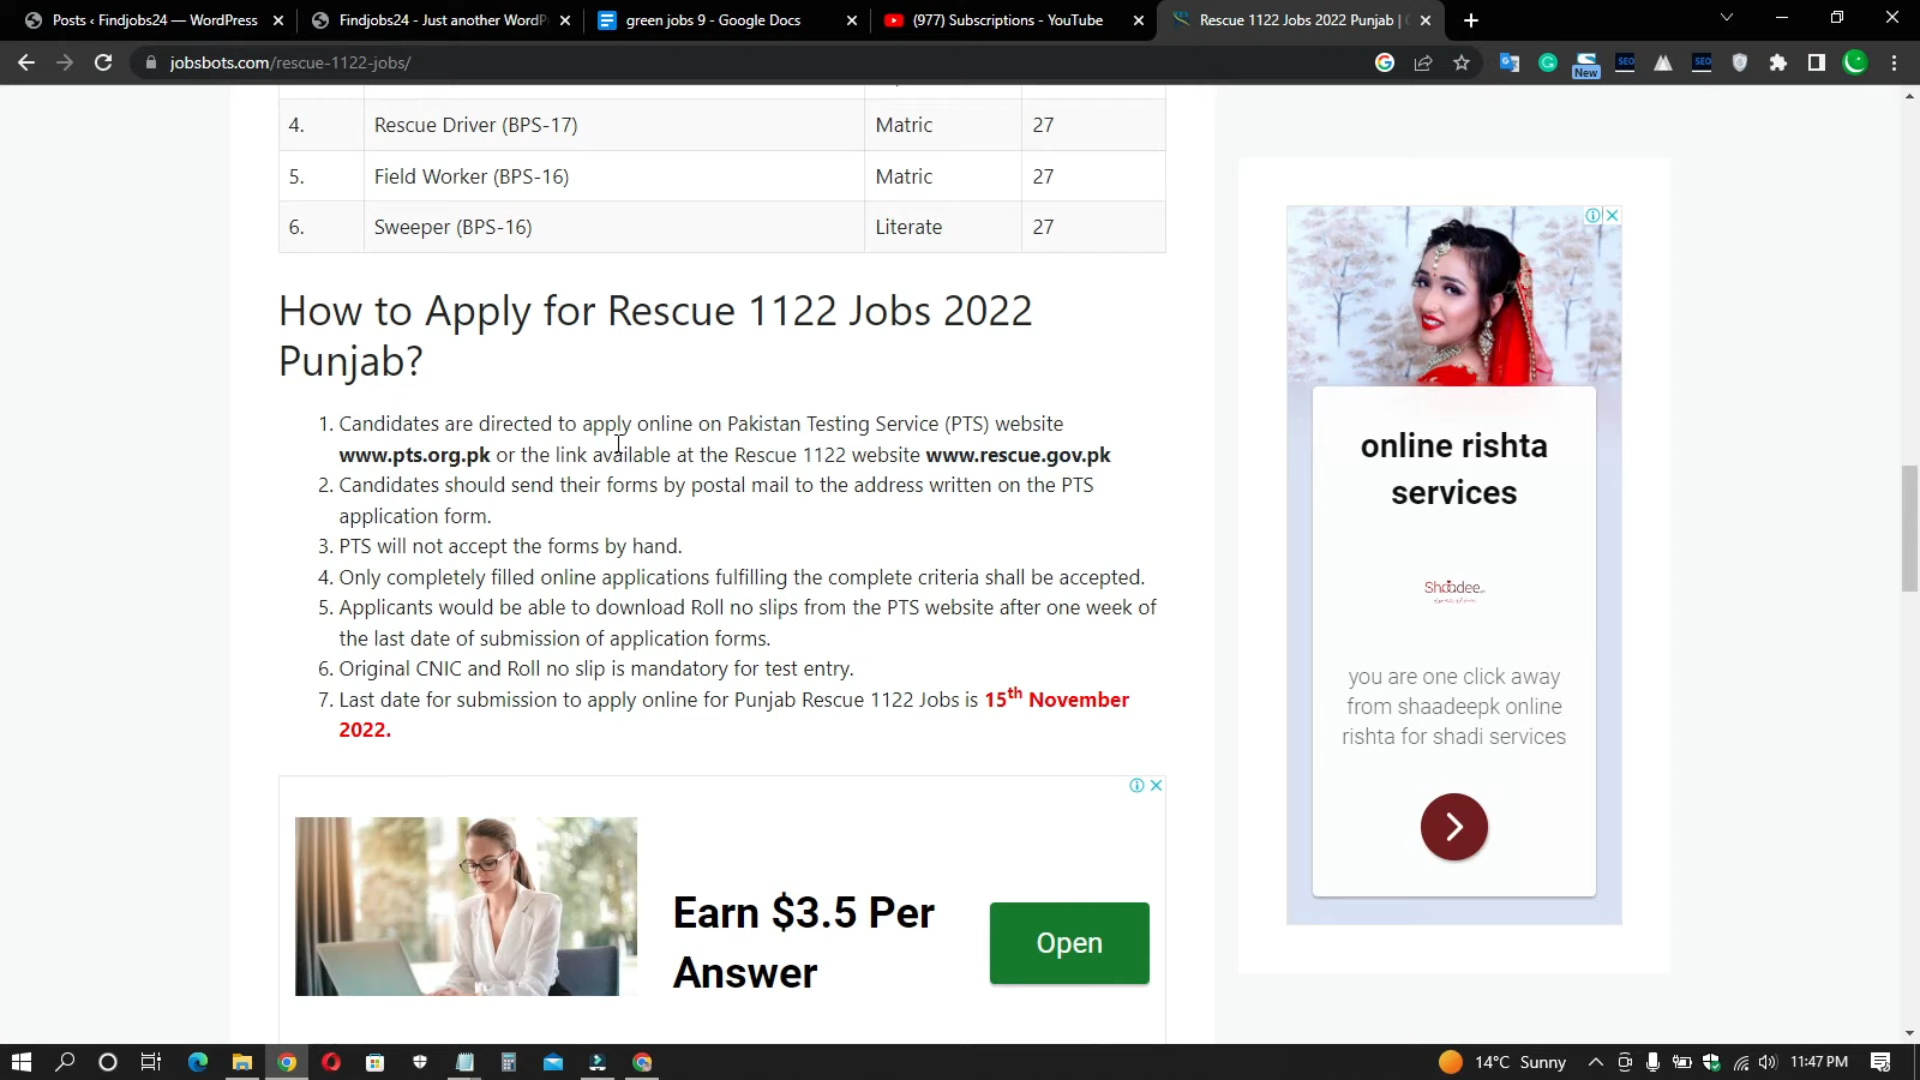 Posts ‹ Findjobs24 — WordPress
Findjobs24 - Just another WordP
green jobs 9 - Google Docs
(977) Subscriptions - YouTube
Rescue 1122 Jobs 2022 Punjab |
jobsbots.com/rescue-1122-jobs/
New
SEO
SEO
4. Rescue Driver (BPS-17) Matric 27
5. Field Worker (BPS-16) Matric 27
6. Sweeper (BPS-16) Literate 27
How to Apply for Rescue 1122 Jobs 2022
Punjab?
1. Candidates are directed to apply online on Pakistan Testing Service (PTS) website
www.pts.org.pk or the link available at the Rescue 1122 website www.rescue.gov.pk
2. Candidates should send their forms by postal mail to the address written on the PTS
application form.
3. PTS will not accept the forms by hand.
4. Only completely filled online applications fulfilling the complete criteria shall be accepted.
5. Applicants would be able to download Roll no slips from the PTS website after one week of
the last date of submission of application forms.
6. Original CNIC and Roll no slip is mandatory for test entry.
7. Last date for submission to apply online for Punjab Rescue 1122 Jobs is 15th November
2022.
Earn $3.5 Per
Answer
Open
online rishta
services
Shaadee
you are one click away
from shaadeepk online
rishta for shadi services
14°C Sunny
11:47 PM